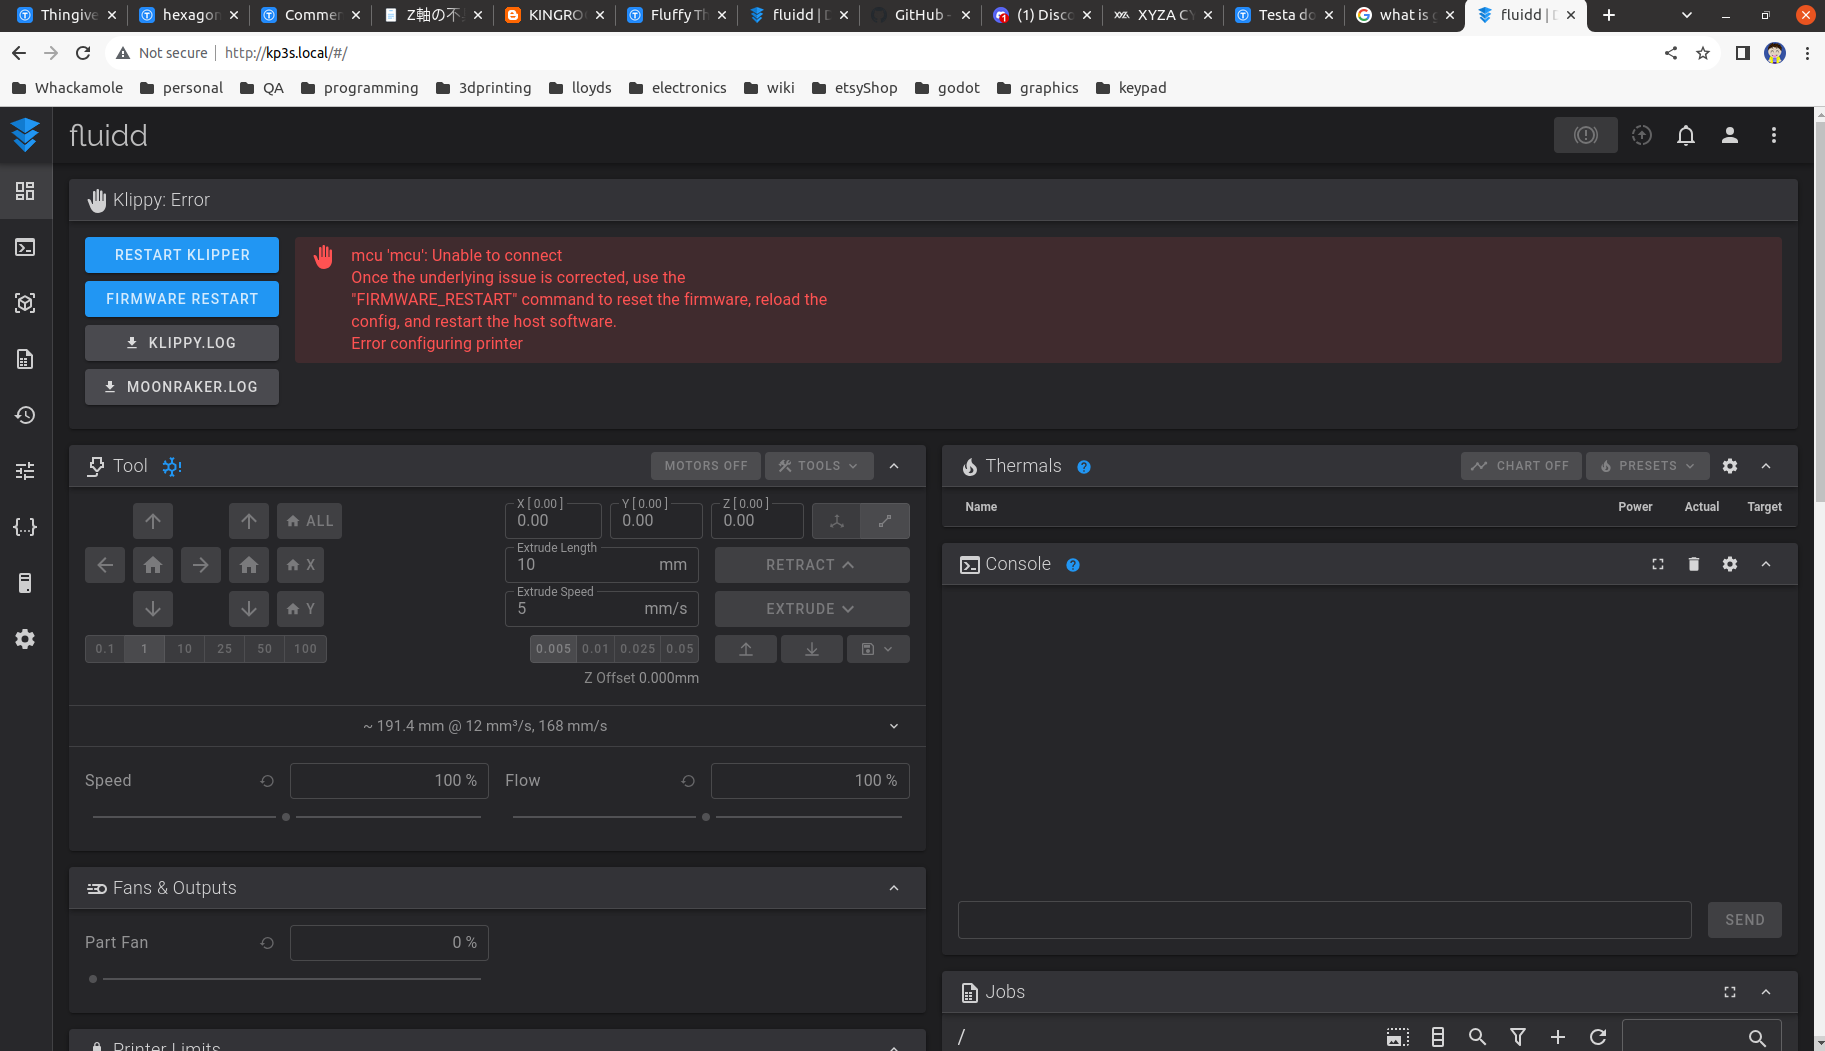 Thingive
hexagon
Commen
Z軸の不
KINGRO
Fluffy Th
fluidd | D
GitHub -
(1) Disco
XYZA CY
Testa do
what is g
fluidd | D
Not secure
http://kp3s.local/#/
Whackamole
personal
QA
programming
3dprinting
lloyds
electronics
wiki
etsyShop
godot
graphics
keypad
fluidd
Klippy: Error
RESTART KLIPPER
FIRMWARE RESTART
KLIPPY.LOG
MOONRAKER.LOG
mcu 'mcu': Unable to connect
Once the underlying issue is corrected, use the
"FIRMWARE_RESTART" command to reset the firmware, reload the
config, and restart the host software.
Error configuring printer
Tool
MOTORS OFF
TOOLS
ALL
X
Y
X [ 0.00 ]
0.00
Y [ 0.00 ]
0.00
Z [ 0.00 ]
0.00
Extrude Length
10 mm
RETRACT
Extrude Speed
5 mm/s
EXTRUDE
0.1 1 10 25 50 100
0.005 0.01 0.025 0.05
Z Offset 0.000mm
~ 191.4 mm @ 12 mm³/s, 168 mm/s
Speed
100 %
Flow
100 %
Fans & Outputs
Part Fan
0 %
Printer Limits
Thermals
CHART OFF
PRESETS
Name Power Actual Target
Console
SEND
Jobs
/